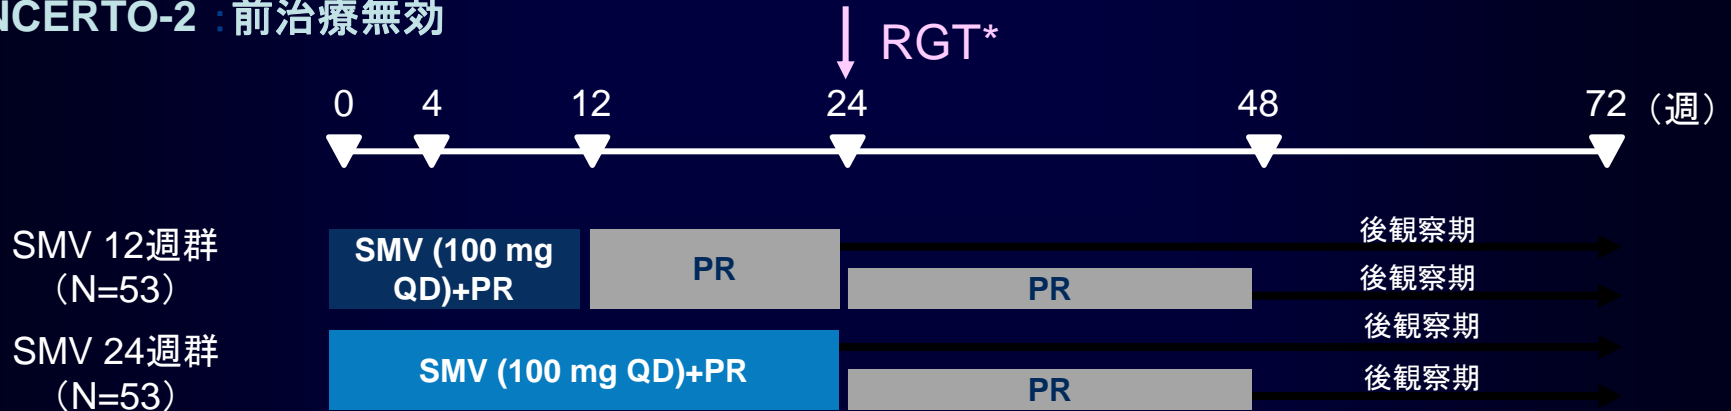 NCERTO-2 :前治療無効
RGT*
0 4 12 24 48 72 (週)
SMV 12週群
(N=53)
SMV (100 mg
QD)+PR
PR
後観察期
PR
後観察期
SMV 24週群
(N=53)
SMV (100 mg QD)+PR
後観察期
PR
後観察期